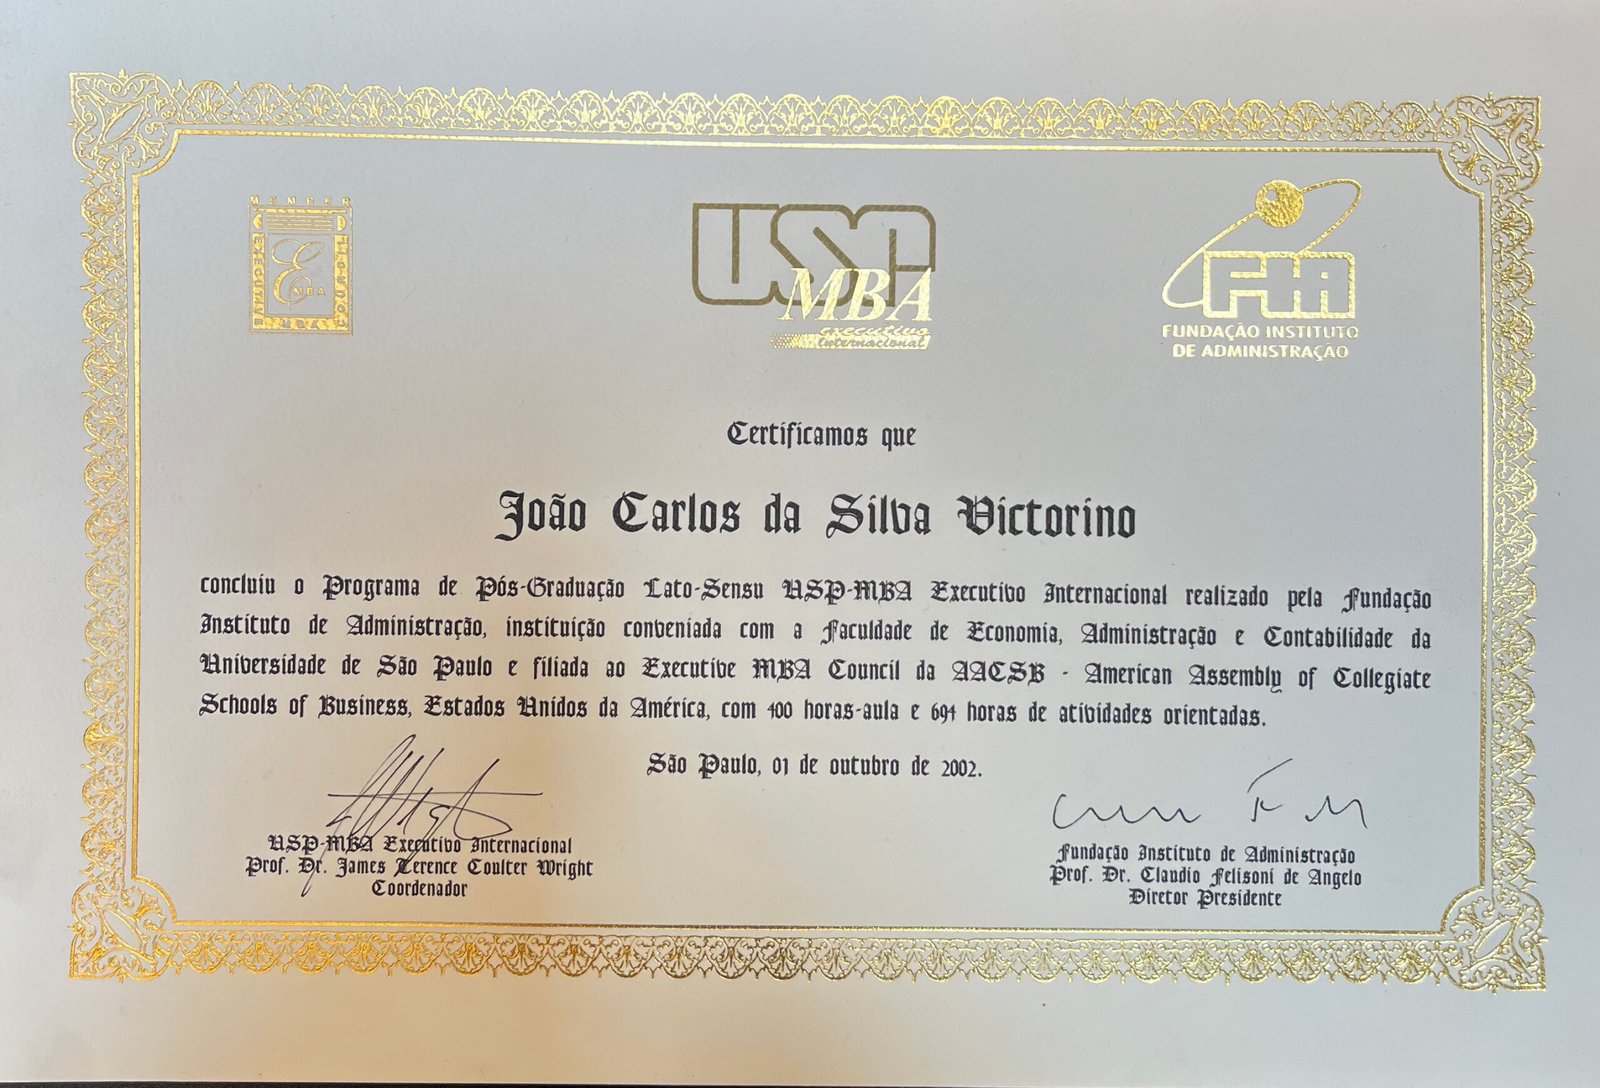 MEMBER
EXECUTIVE
EMBA
COUNCIL
MBA
USP
MBA
executivo
internacional
FIA
FUNDAÇÃO INSTITUTO
DE ADMINISTRAÇÃO
Certificamos que
João Carlos da Silva Victorino
concluiu o Programa de Pós-Graduação Lato-Sensu USP-MBA Executivo Internacional realizado pela Fundação
Instituto de Administração, instituição conveniada com a Faculdade de Economia, Administração e Contabilidade da
Universidade de São Paulo e filiada ao Executive MBA Council da AACSB - American Assembly of Collegiate
Schools of Business, Estados Unidos da América, com 400 horas-aula e 694 horas de atividades orientadas.
São Paulo, 01 de outubro de 2002.
USP-MBA Executivo Internacional
Prof. Dr. James Terence Coulter Wright
Coordenador
Fundação Instituto de Administração
Prof. Dr. Claudio Felisoni de Angelo
Diretor Presidente